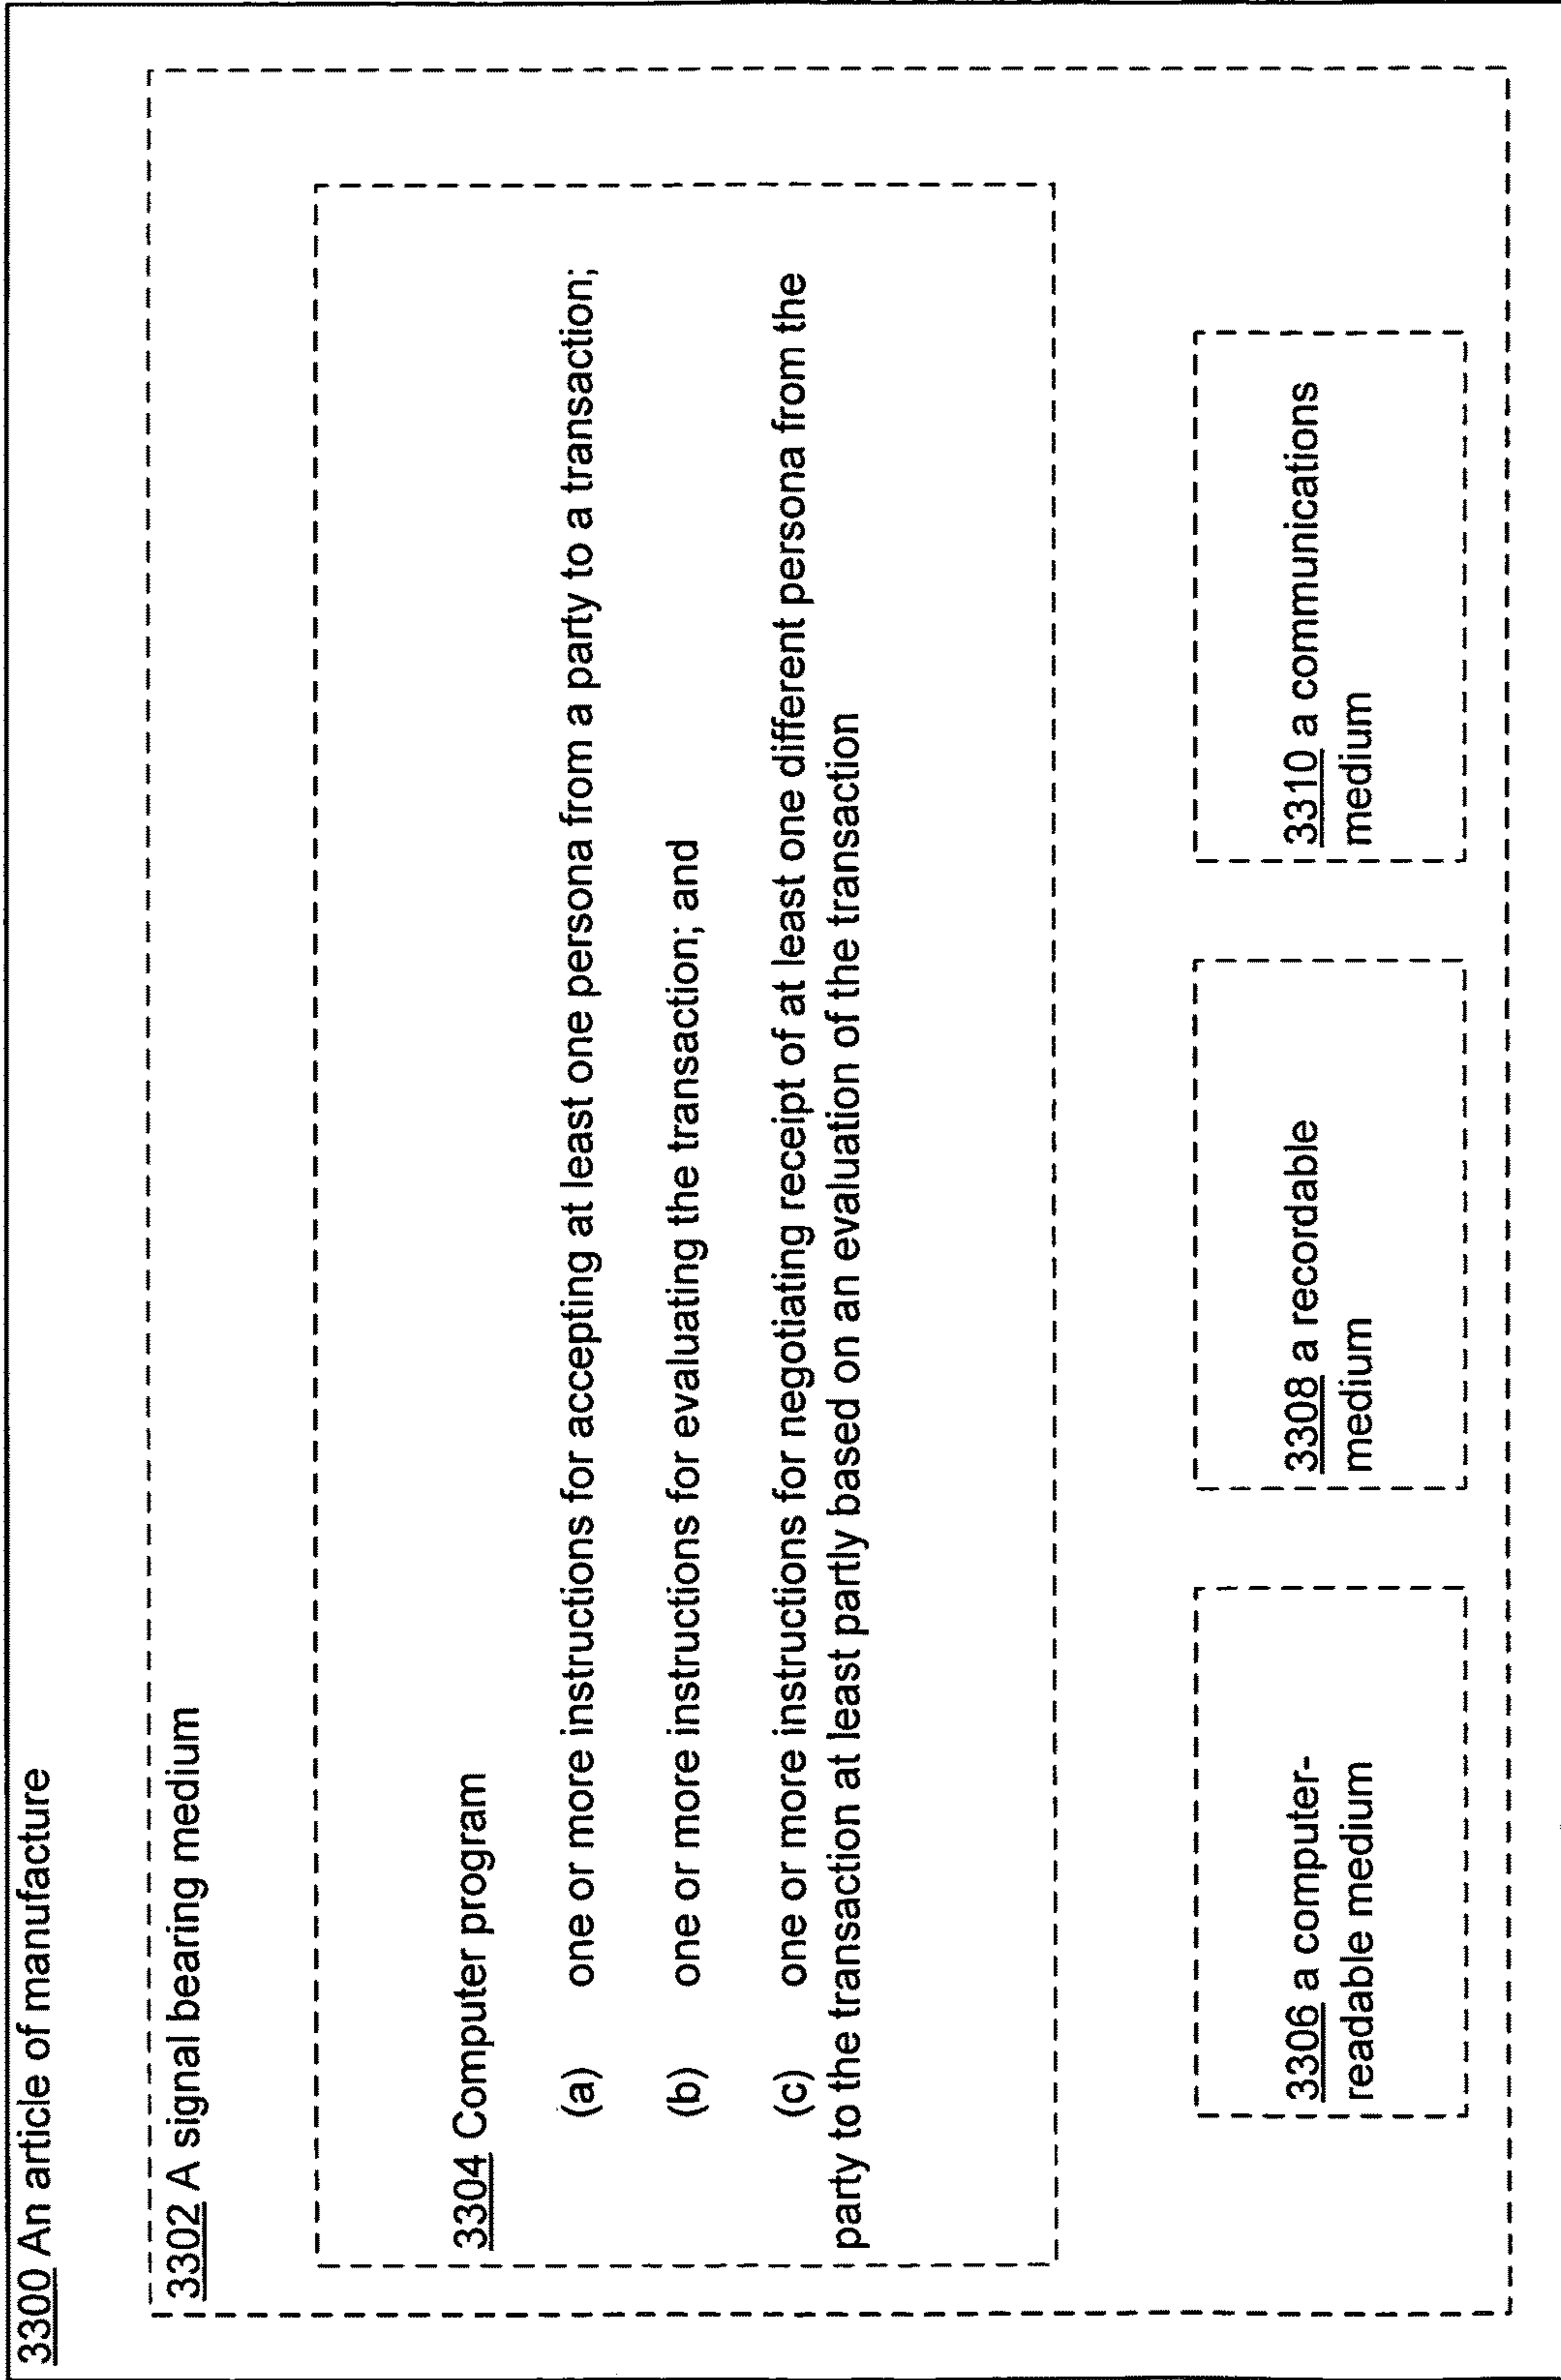 3300 An article of manufacture
3302 A signal bearing medium
3304 Computer program
(a) one or more instructions for accepting at least one persona from a party to a transaction;
(b) one or more instructions for evaluating the transaction; and
(c) one or more instructions for negotiating receipt of at least one different persona from the
party to the transaction at least partly based on an evaluation of the transaction
3306 a computer-
readable medium
3308 a recordable
medium
3310 a communications
medium